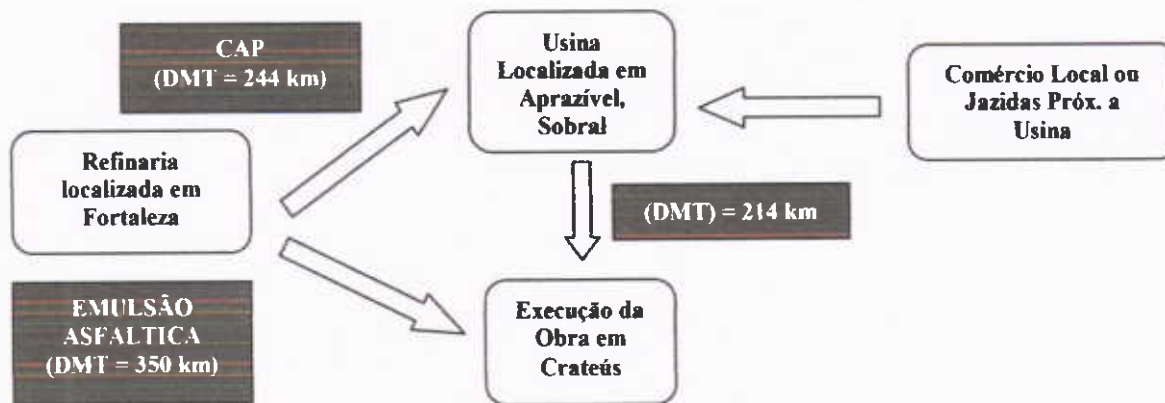 CAP
(DMT = 244 km)
Usina
Localizada em
Aprazível,
Sobral
Comércio Local ou
Jazidas Próx. a
Usina
Refinaria
localizada em
Fortaleza
(DMT) = 214 km
EMULSÃO
ASFALTICA
(DMT = 350 km)
Execução da
Obra em
Crateús